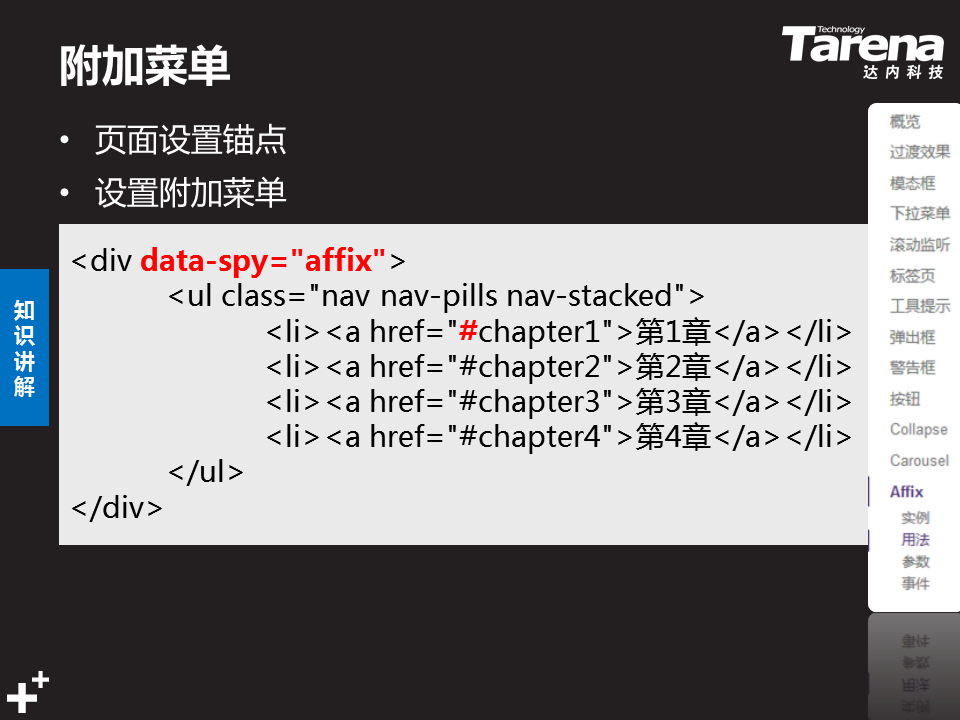 附加菜单
Technology
Tarena
达内科技
• 页面设置锚点
• 设置附加菜单
<div data-spy="affix">
<ul class="nav nav-pills nav-stacked">
<li><a href="#chapter1">第1章</a></li>
<li><a href="#chapter2">第2章</a></li>
<li><a href="#chapter3">第3章</a></li>
<li><a href="#chapter4">第4章</a></li>
</ul>
</div>
知识讲解
概览
过渡效果
模态框
下拉菜单
滚动监听
标签页
工具提示
弹出框
警告框
按钮
Collapse
Carousel
Affix
实例
用法
参数
事件